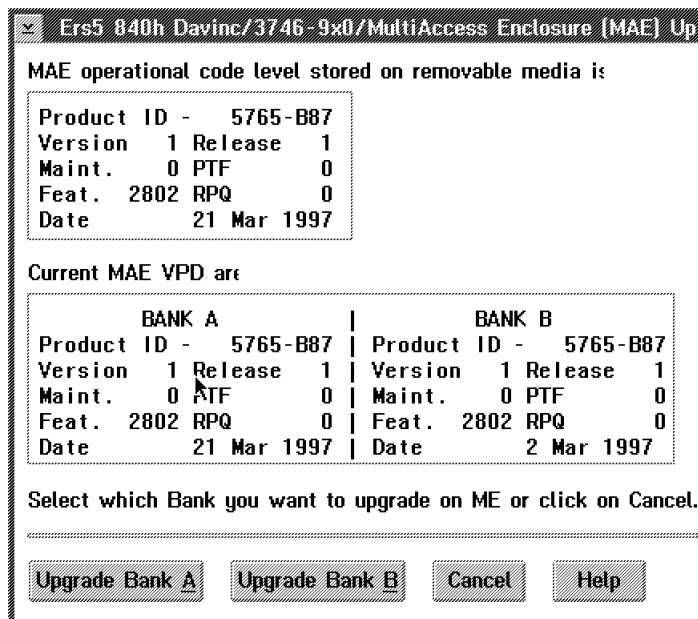 Ers5 840h Davinc/3746-9x0/MultiAccess Enclosure (MAE) Up
MAE operational code level stored on removable media is
Product ID - 5765-B87
Version 1 Release 1
Maint. 0 PTF 0
Feat. 2802 RPQ 0
Date 21 Mar 1997
Current MAE VPD are
BANK A | BANK B
Product ID - 5765-B87 | Product ID - 5765-B87
Version 1 Release 1 | Version 1 Release 1
Maint. 0 PTF 0 | Maint. 0 PTF 0
Feat. 2802 RPQ 0 | Feat. 2802 RPQ 0
Date 21 Mar 1997 | Date 2 Mar 1997
Select which Bank you want to upgrade on ME or click on Cancel.
Upgrade Bank A Upgrade Bank B Cancel Help